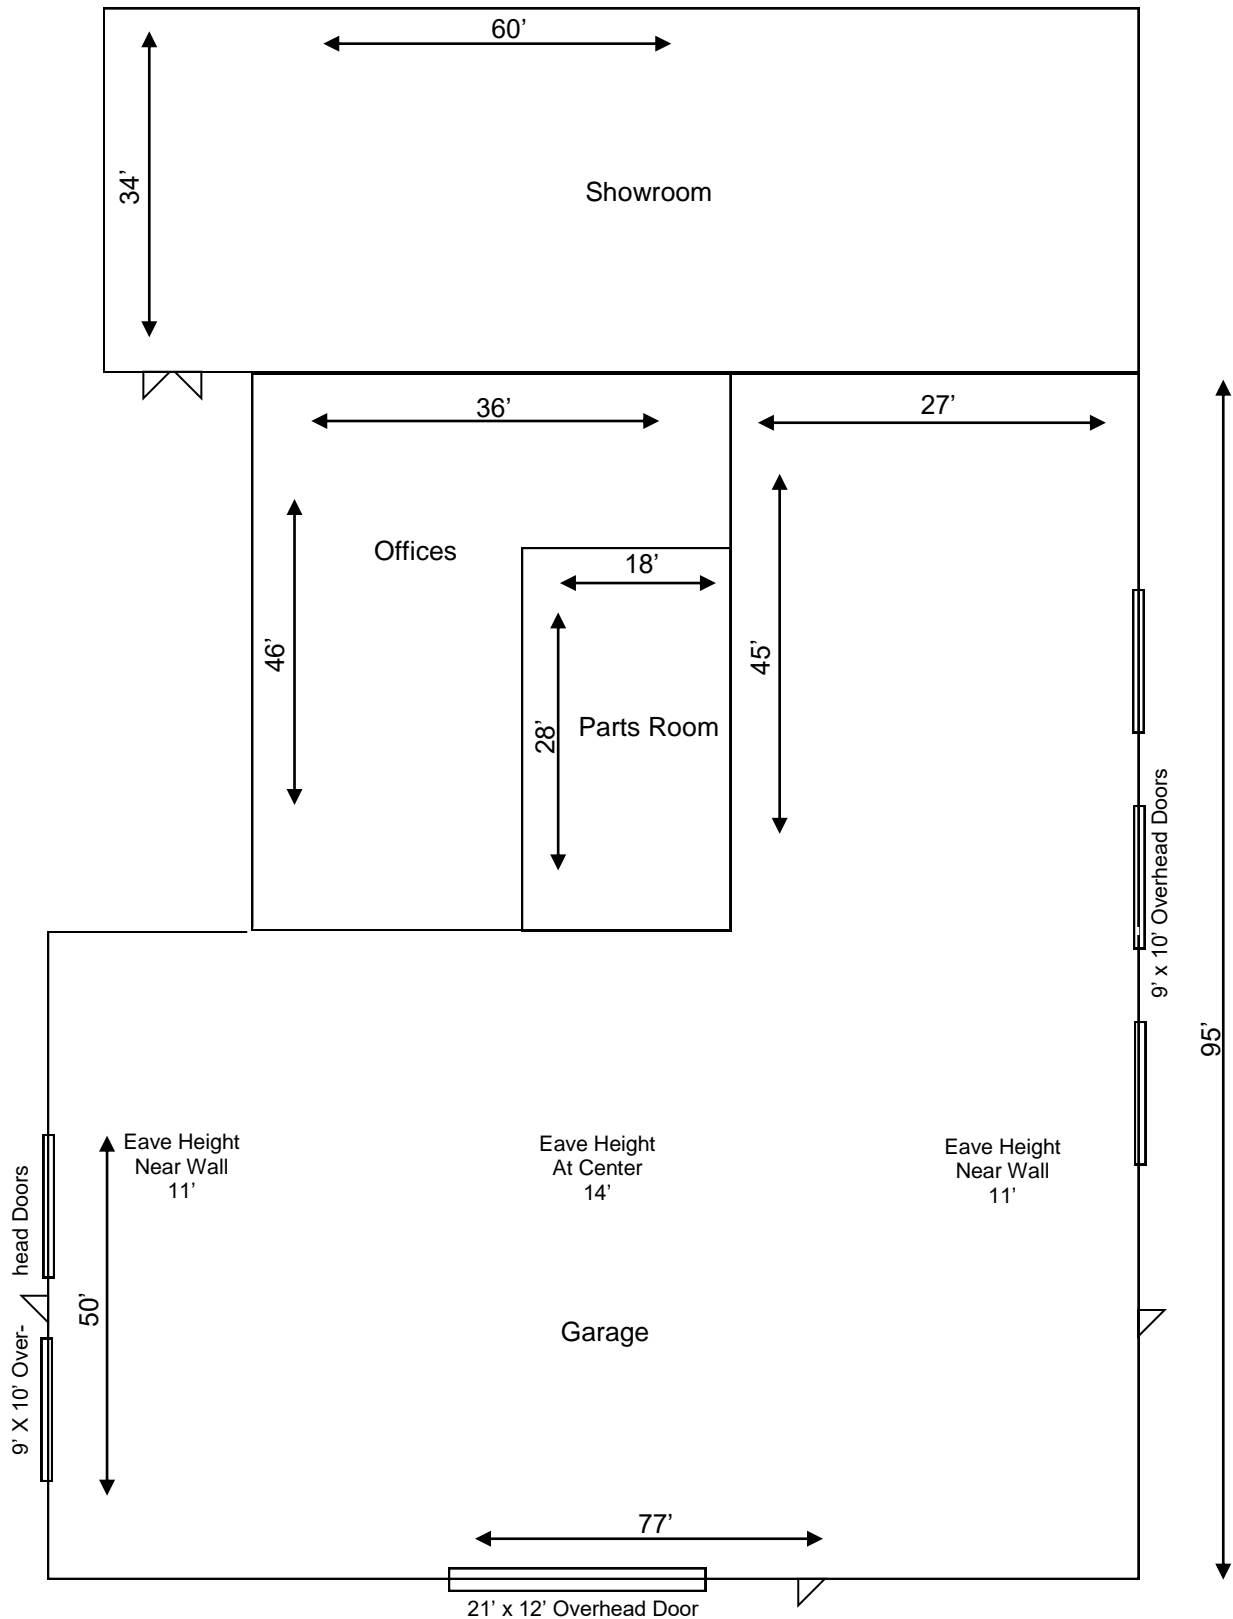 60’
34’
Showroom
36’
27’
Offices
18’
46’
45’
28’
Parts Room
9’ x 10’ Overhead Doors
95’
Eave Height
Near Wall
11’
Eave Height
At Center
14’
Eave Height
Near Wall
11’
9’ X 10’ Over-
head Doors
50’
Garage
77’
21’ x 12’ Overhead Door